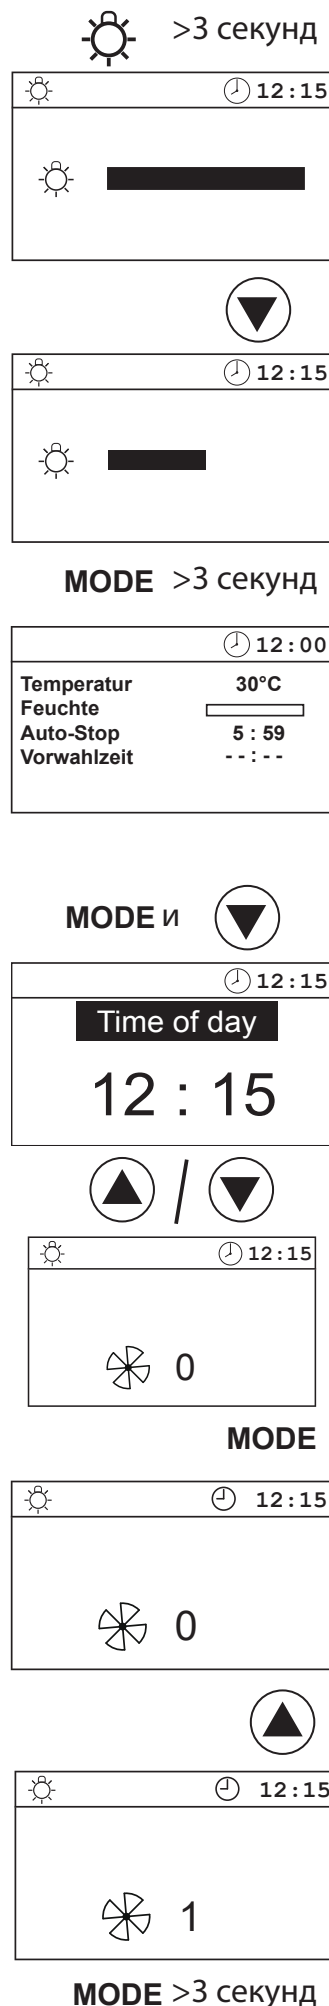 >3 секунд
12:15
12:15
MODE >3 секунд
12:00
Temperatur 30°C
Feuchte
Auto-Stop 5 : 59
Vorwahlzeit - - : - -
MODE и
12:15
Time of day
12 : 15
/
12:15
0
MODE
12:15
0
12:15
1
MODE >3 секунд